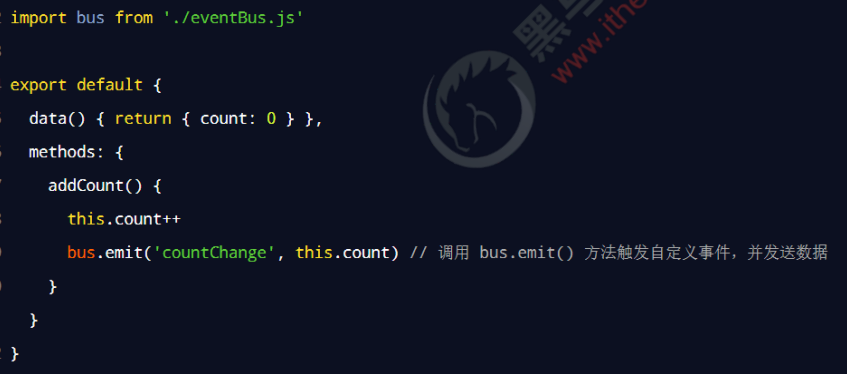 import bus from './eventBus.js'
export default {
data() { return { count: 0 } },
methods: {
addCount() {
this.count++
bus.emit('countChange', this.count) // 调用 bus.emit() 方法触发自定义事件，并发送数据
}
}
}
黑
www.ithe